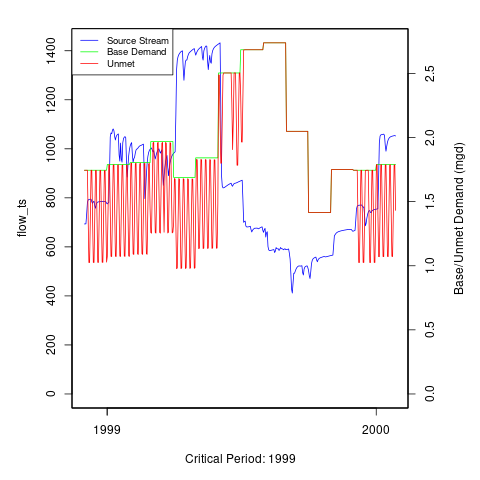 Source Stream
Base Demand
Unmet
flow_ts
0
200
400
600
800
1000
1200
1400
0.0
0.5
1.0
1.5
2.0
2.5
Base/Unmet Demand (mgd)
1999
2000
Critical Period: 1999